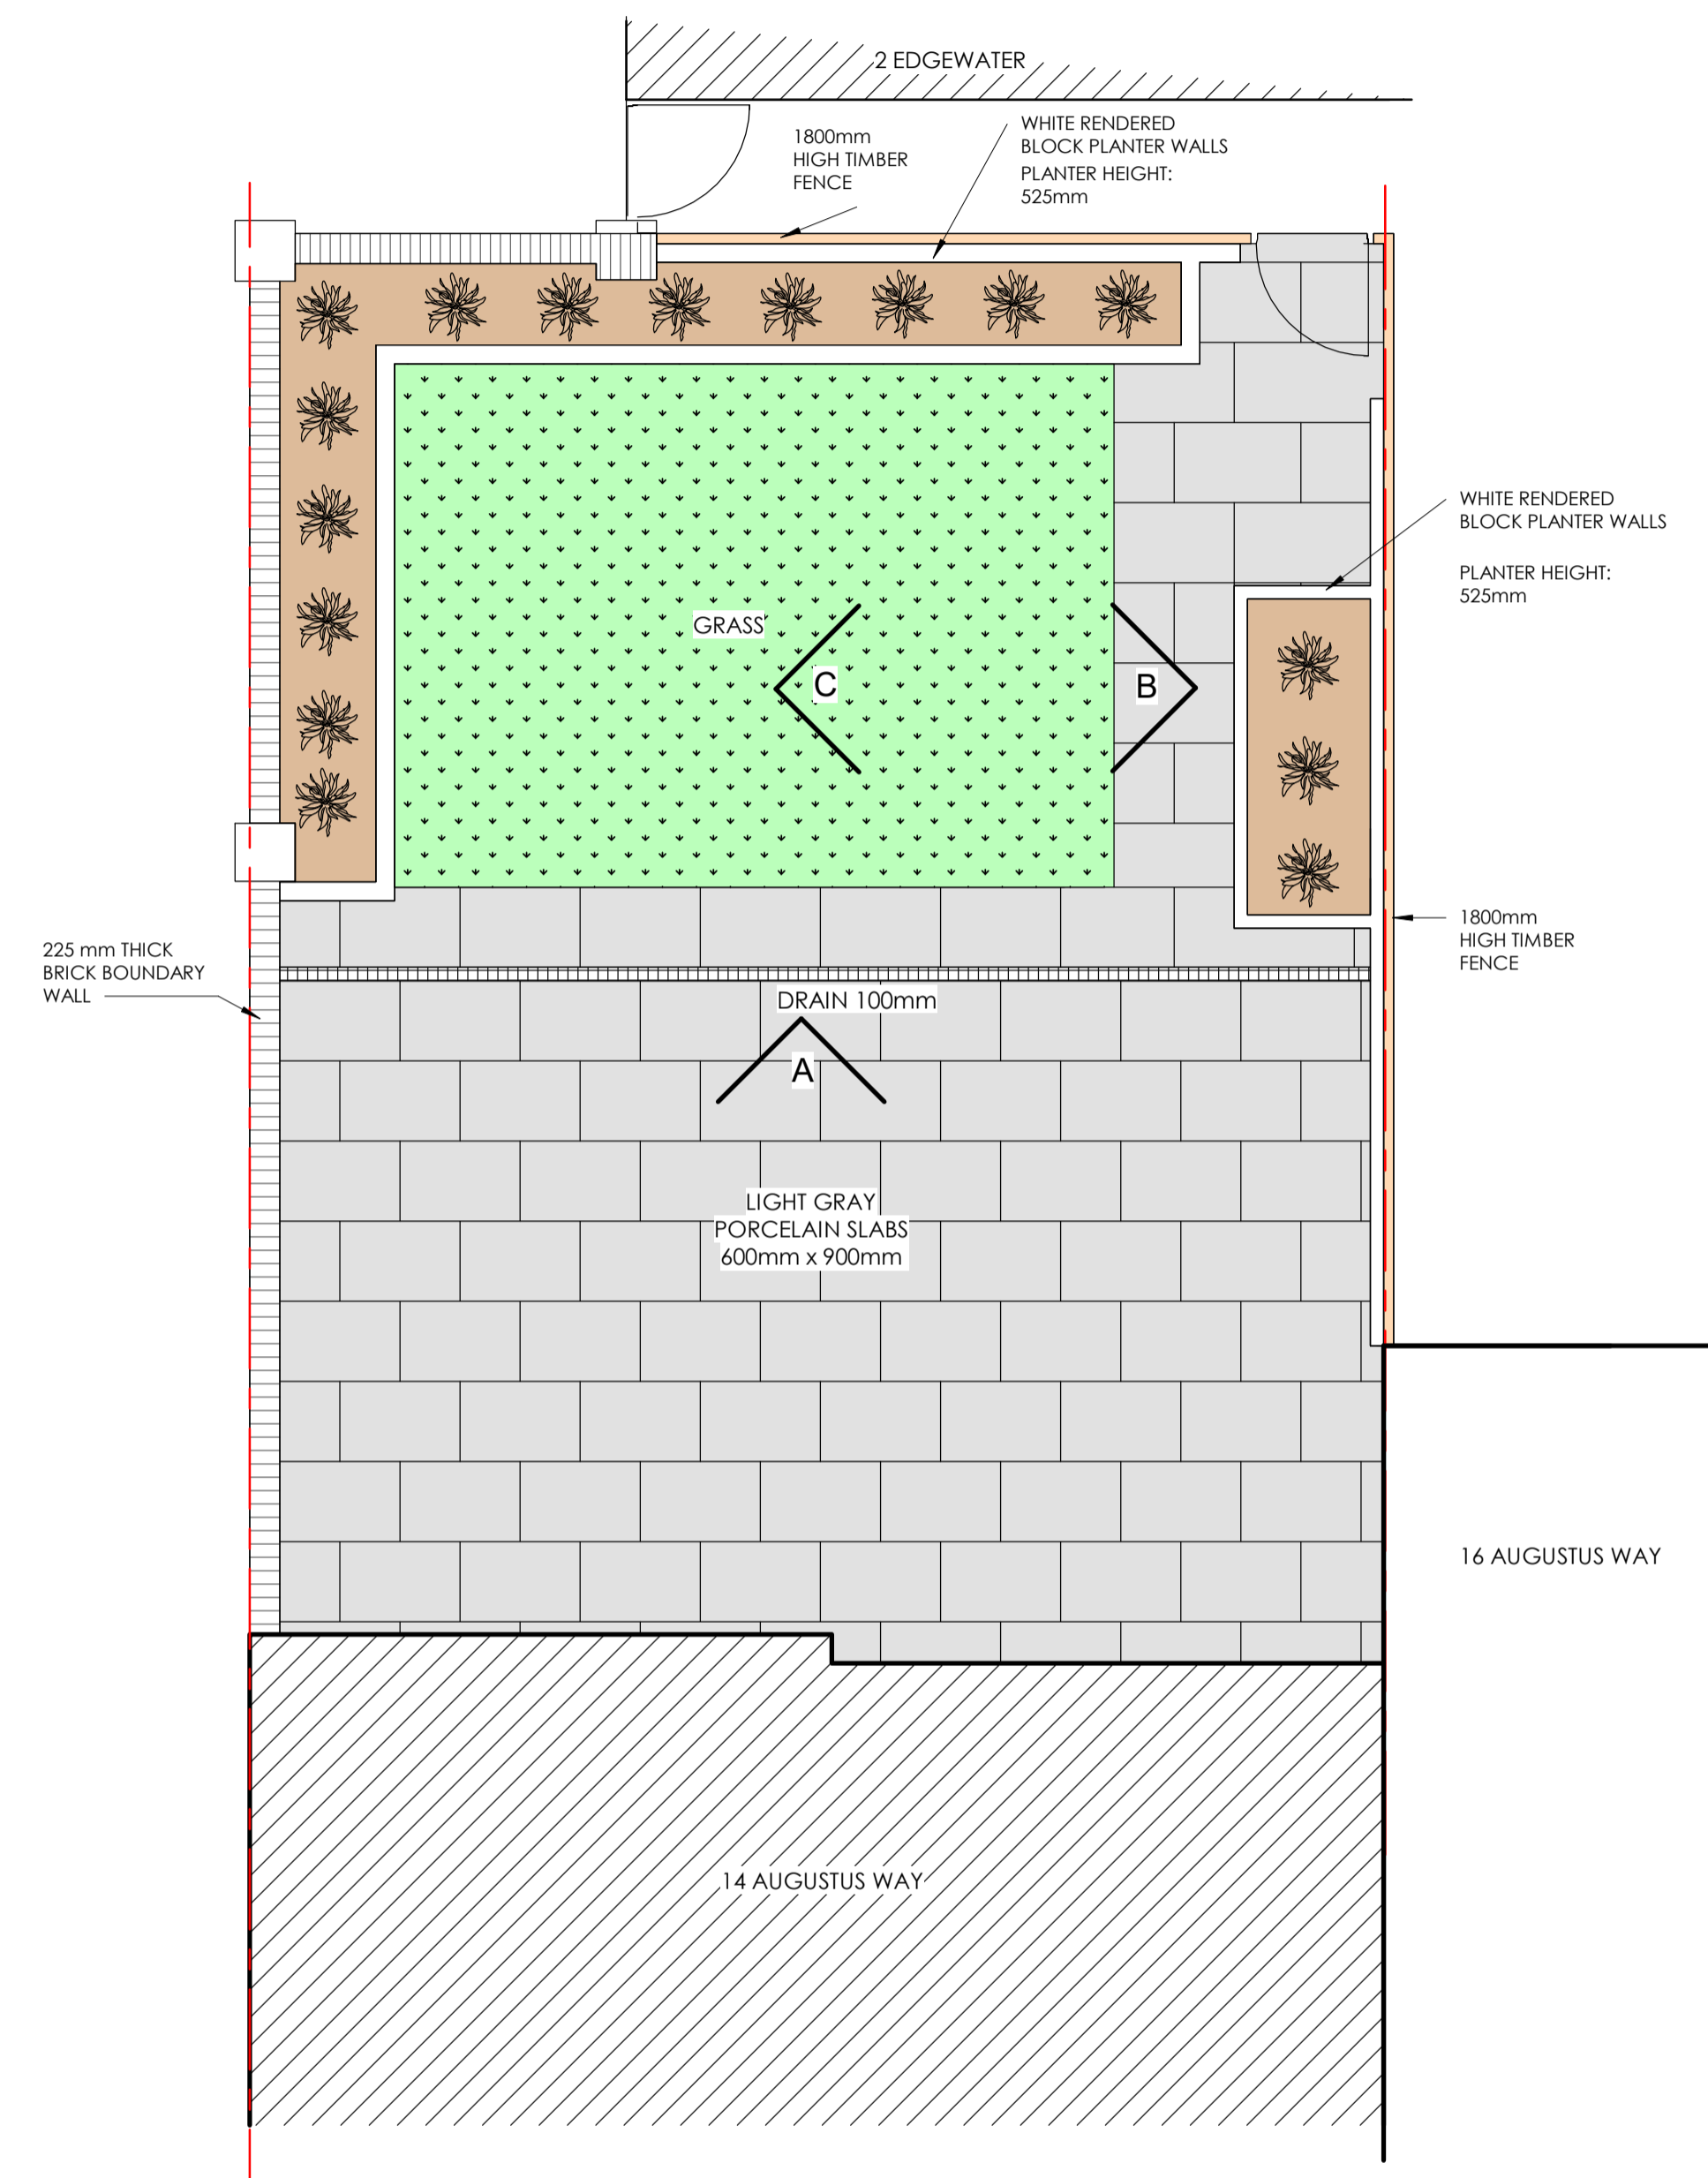 2 EDGEWATER
1800mm
HIGH TIMBER
FENCE
WHITE RENDERED
BLOCK PLANTER WALLS
PLANTER HEIGHT:
525mm
WHITE RENDERED
BLOCK PLANTER WALLS
PLANTER HEIGHT:
525mm
GRASS
C
B
1800mm
HIGH TIMBER
FENCE
225 mm THICK
BRICK BOUNDARY
WALL
DRAIN 100mm
A
LIGHT GRAY
PORCELAIN SLABS
600mm x 900mm
16 AUGUSTUS WAY
14 AUGUSTUS WAY